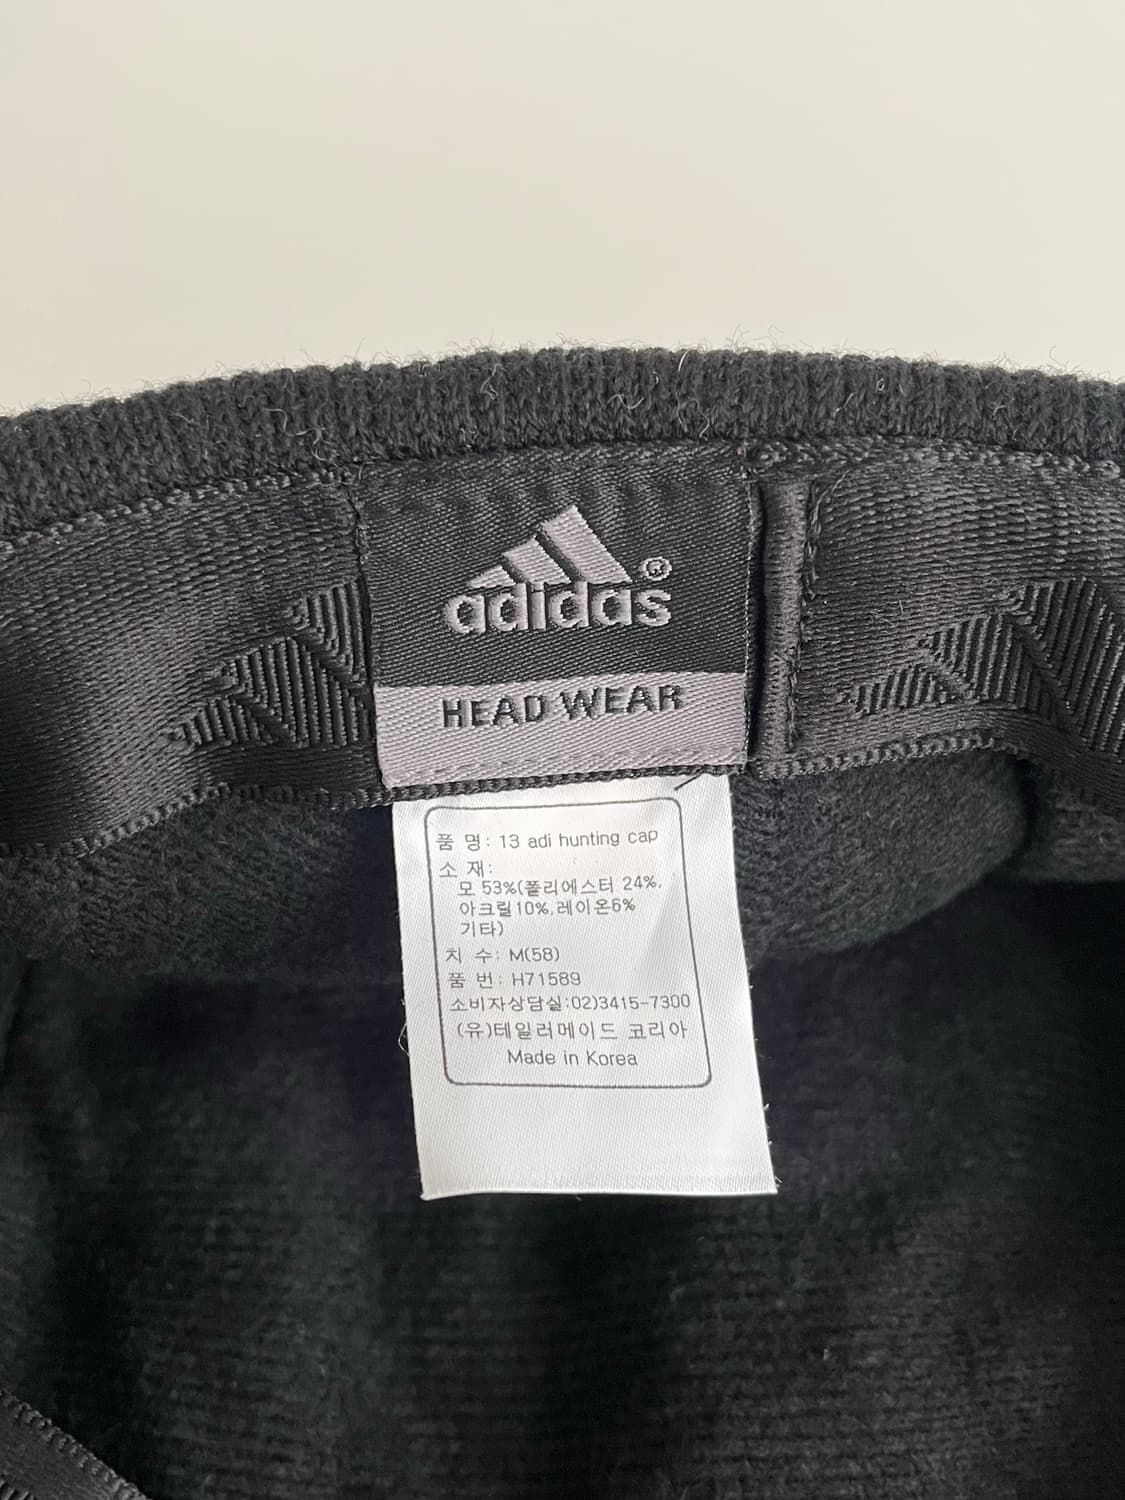 adidas®
HEAD WEAR
품 명: 13 adi hunting cap
소 재:
모 53%(폴리에스터 24%,
아크릴10%,레이온6%
기타)
치 수: M(58)
품 번: H71589
소비자상담실:02)3415-7300
(유)테일러메이드 코리아
Made in Korea